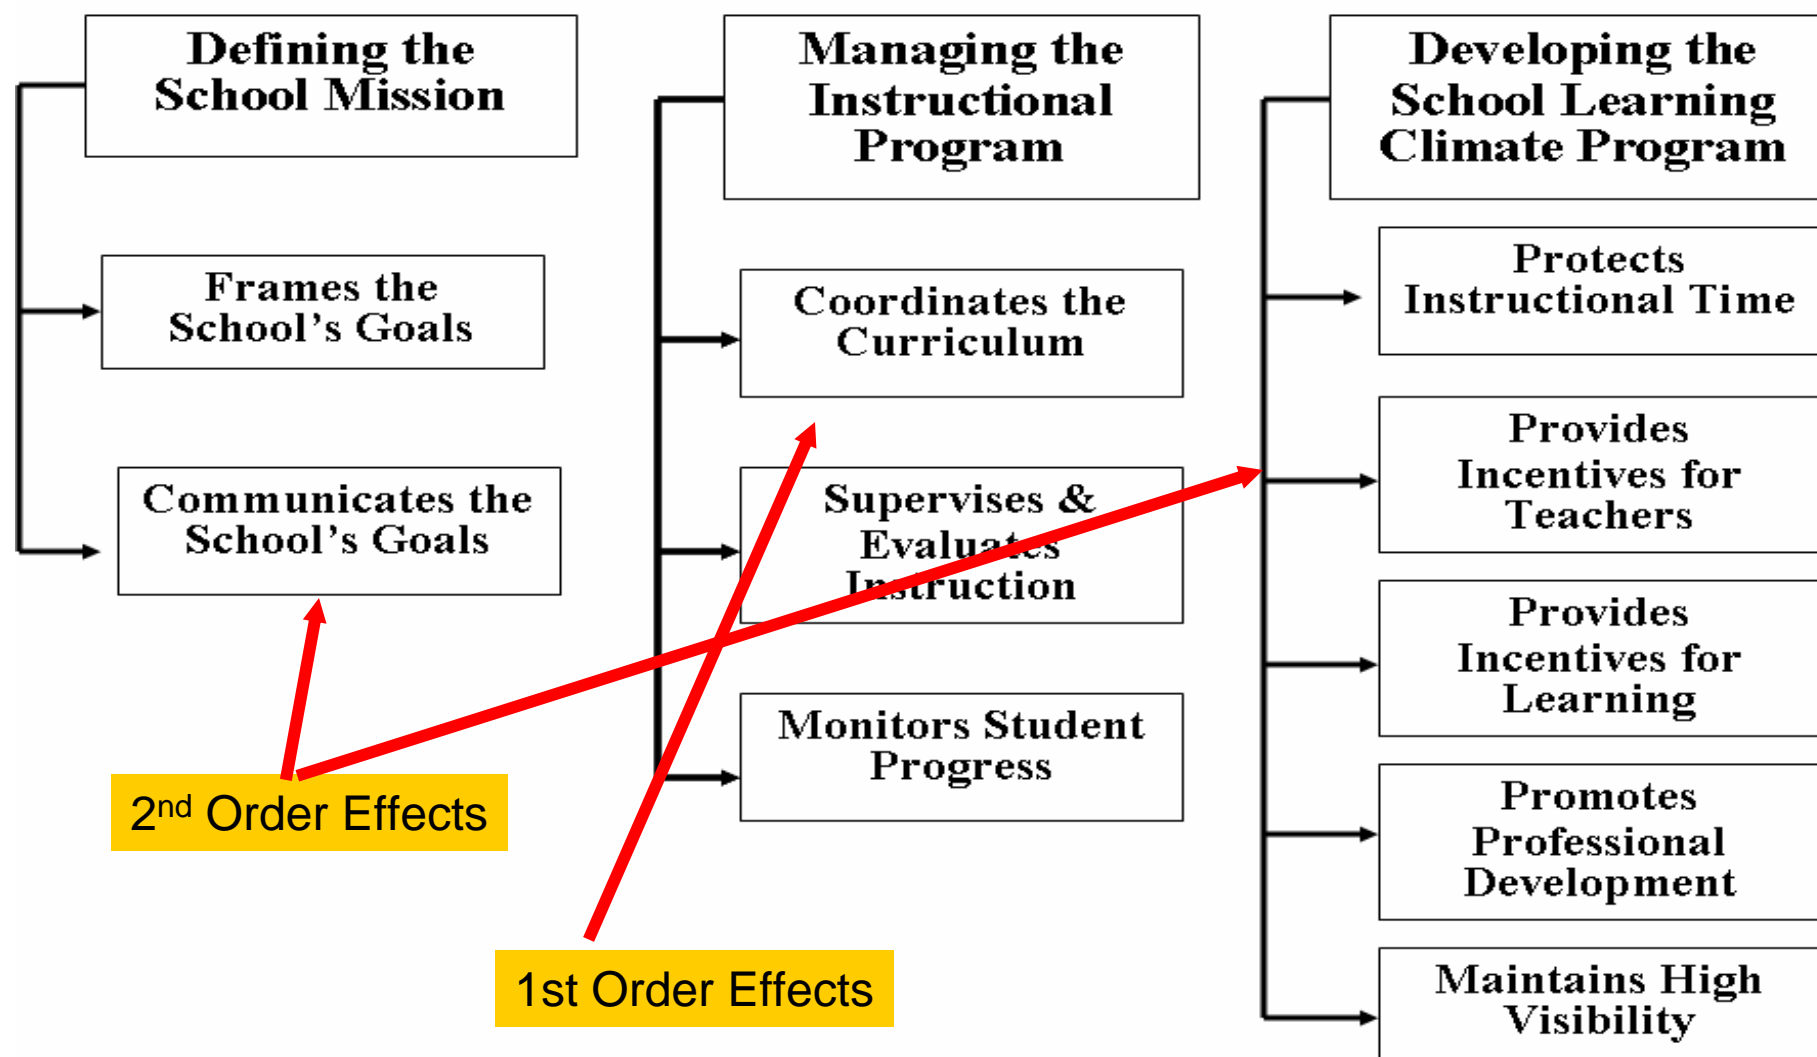 Defining the
School Mission
Frames the
School’s Goals
Communicates the
School’s Goals
2nd Order Effects
Managing the
Instructional
Program
Coordinates the
Curriculum
Supervises &
Evaluates
Instruction
Monitors Student
Progress
1st Order Effects
Developing the
School Learning
Climate Program
Protects
Instructional Time
Provides
Incentives for
Teachers
Provides
Incentives for
Learning
Promotes
Professional
Development
Maintains High
Visibility